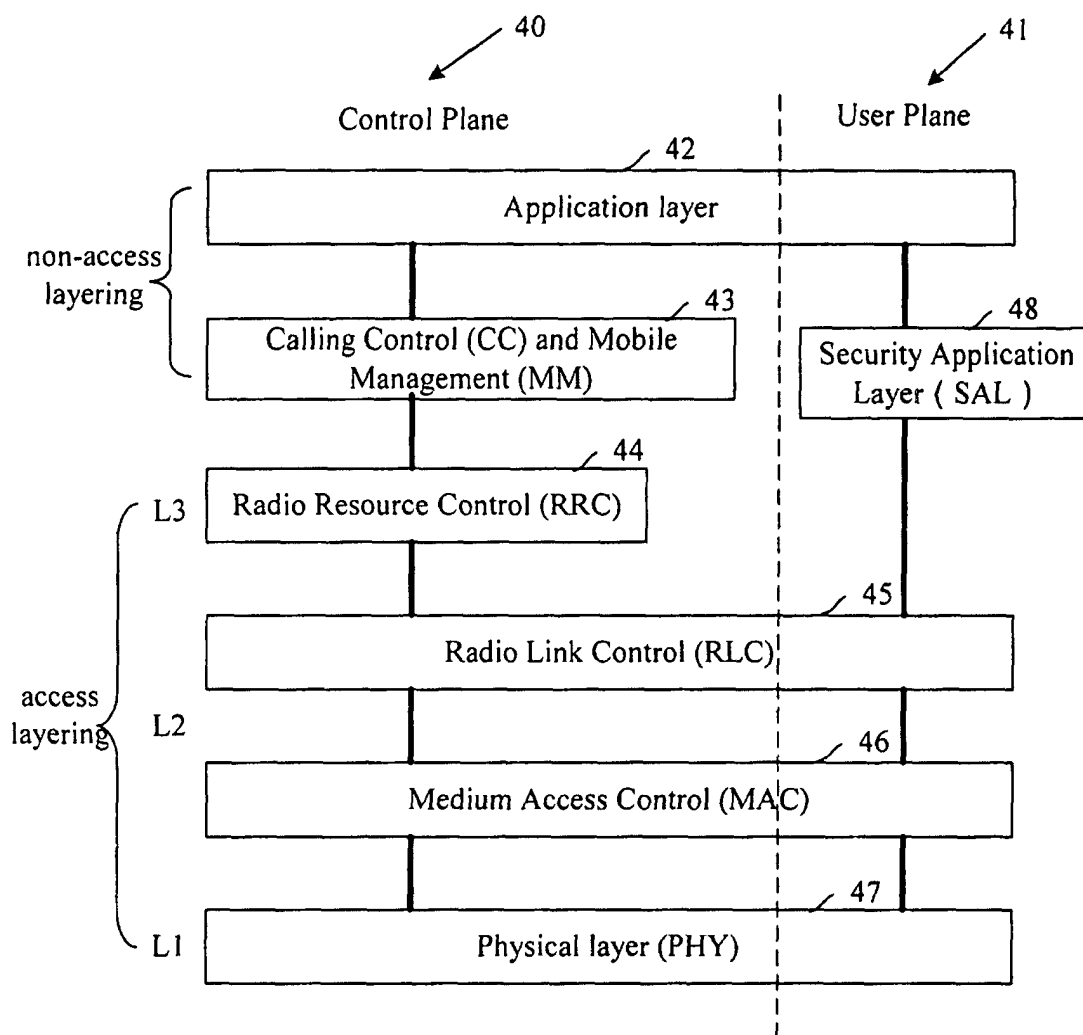 40
41
Control Plane
User Plane
42
Application layer
non-access
layering
43
Calling Control (CC) and Mobile
Management (MM)
48
Security Application
Layer ( SAL )
44
L3
Radio Resource Control (RRC)
45
Radio Link Control (RLC)
access
layering
L2
46
Medium Access Control (MAC)
47
L1
Physical layer (PHY)